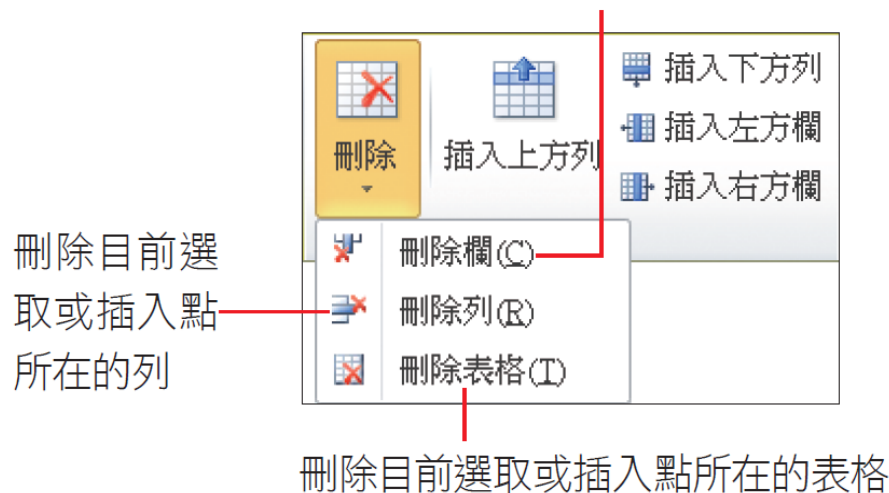 刪除
插入上方列
插入下方列
插入左方欄
插入右方欄
刪除欄(C)
刪除列(R)
刪除表格(T)
刪除目前選
取或插入點
所在的列
刪除目前選取或插入點所在的表格